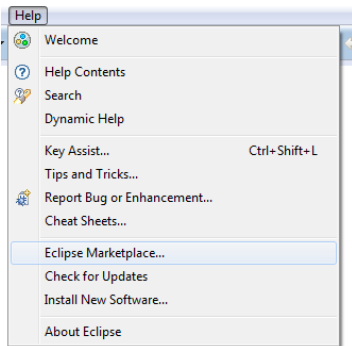 Help
Welcome
Help Contents
Search
Dynamic Help
Key Assist... Ctrl+Shift+L
Tips and Tricks...
Report Bug or Enhancement...
Cheat Sheets...
Eclipse Marketplace...
Check for Updates
Install New Software...
About Eclipse